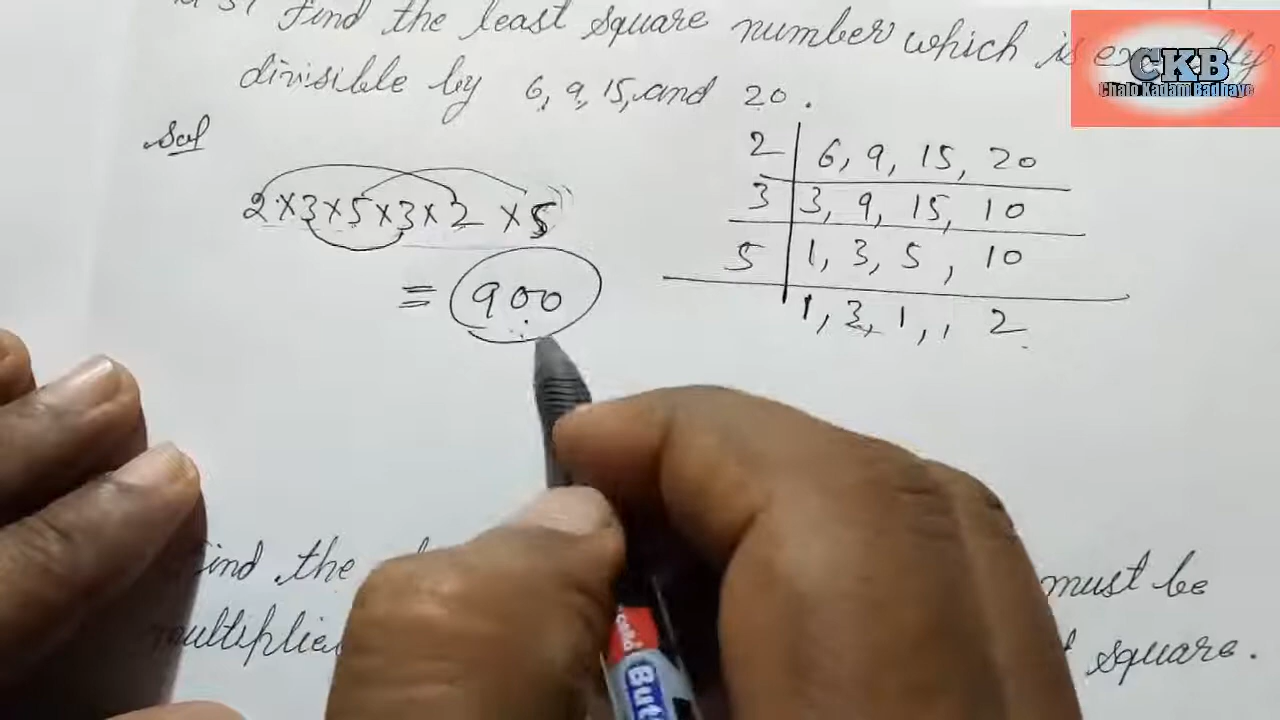 Find the least square number which is exactly
divisible by 6, 9, 15, and 20.
CKB
Chalo Kadam Badhaye
Sol
2×3×5×3×2×5
= 900
2 | 6, 9, 15, 20
3 | 3, 9, 15, 10
5 | 1, 3, 5, 10
1, 3, 1, , 2
Find the must be
multiplied square.